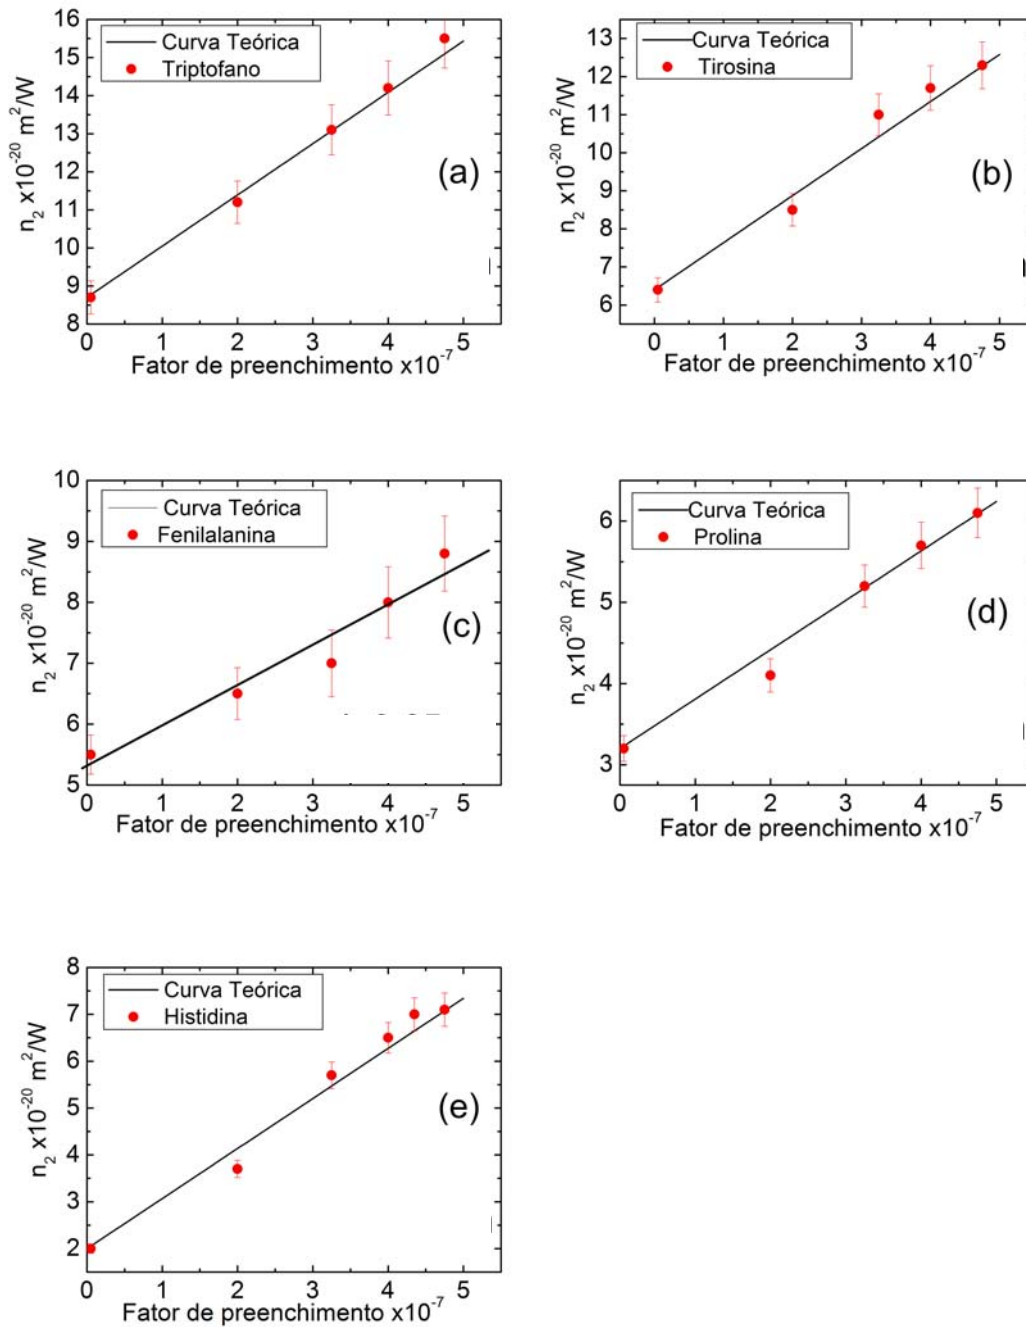 16
15
14
13
12
11
10
9
8
n2 x10-20 m2/W
Curva Teórica
Triptofano
(a)
0 1 2 3 4 5
Fator de preenchimento x10-7
13
12
11
10
9
8
7
6
n2 x10-20 m2/W
Curva Teórica
Tirosina
(b)
0 1 2 3 4 5
Fator de preenchimento x10-7
10
9
8
7
6
5
n2 x10-20 m2/W
Curva Teórica
Fenilalanina
(c)
0 1 2 3 4 5
Fator de preenchimento x10-7
6
5
4
3
n2 x10-20 m2/W
Curva Teórica
Prolina
(d)
0 1 2 3 4 5
Fator de preenchimento x10-7
8
7
6
5
4
3
2
n2 x10-20 m2/W
Curva Teórica
Histidina
(e)
0 1 2 3 4 5
Fator de preenchimento x10-7